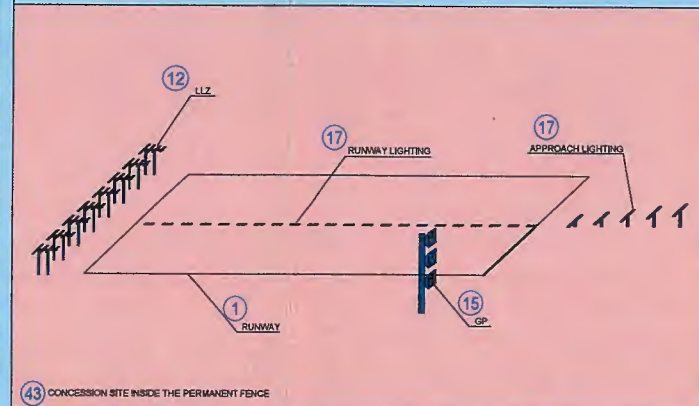 12
LLZ
17
RUNWAY LIGHTING
17
APPROACH LIGHTING
1
RUNWAY
15
GP
43 CONCESSION SITE INSIDE THE PERMANENT FENCE